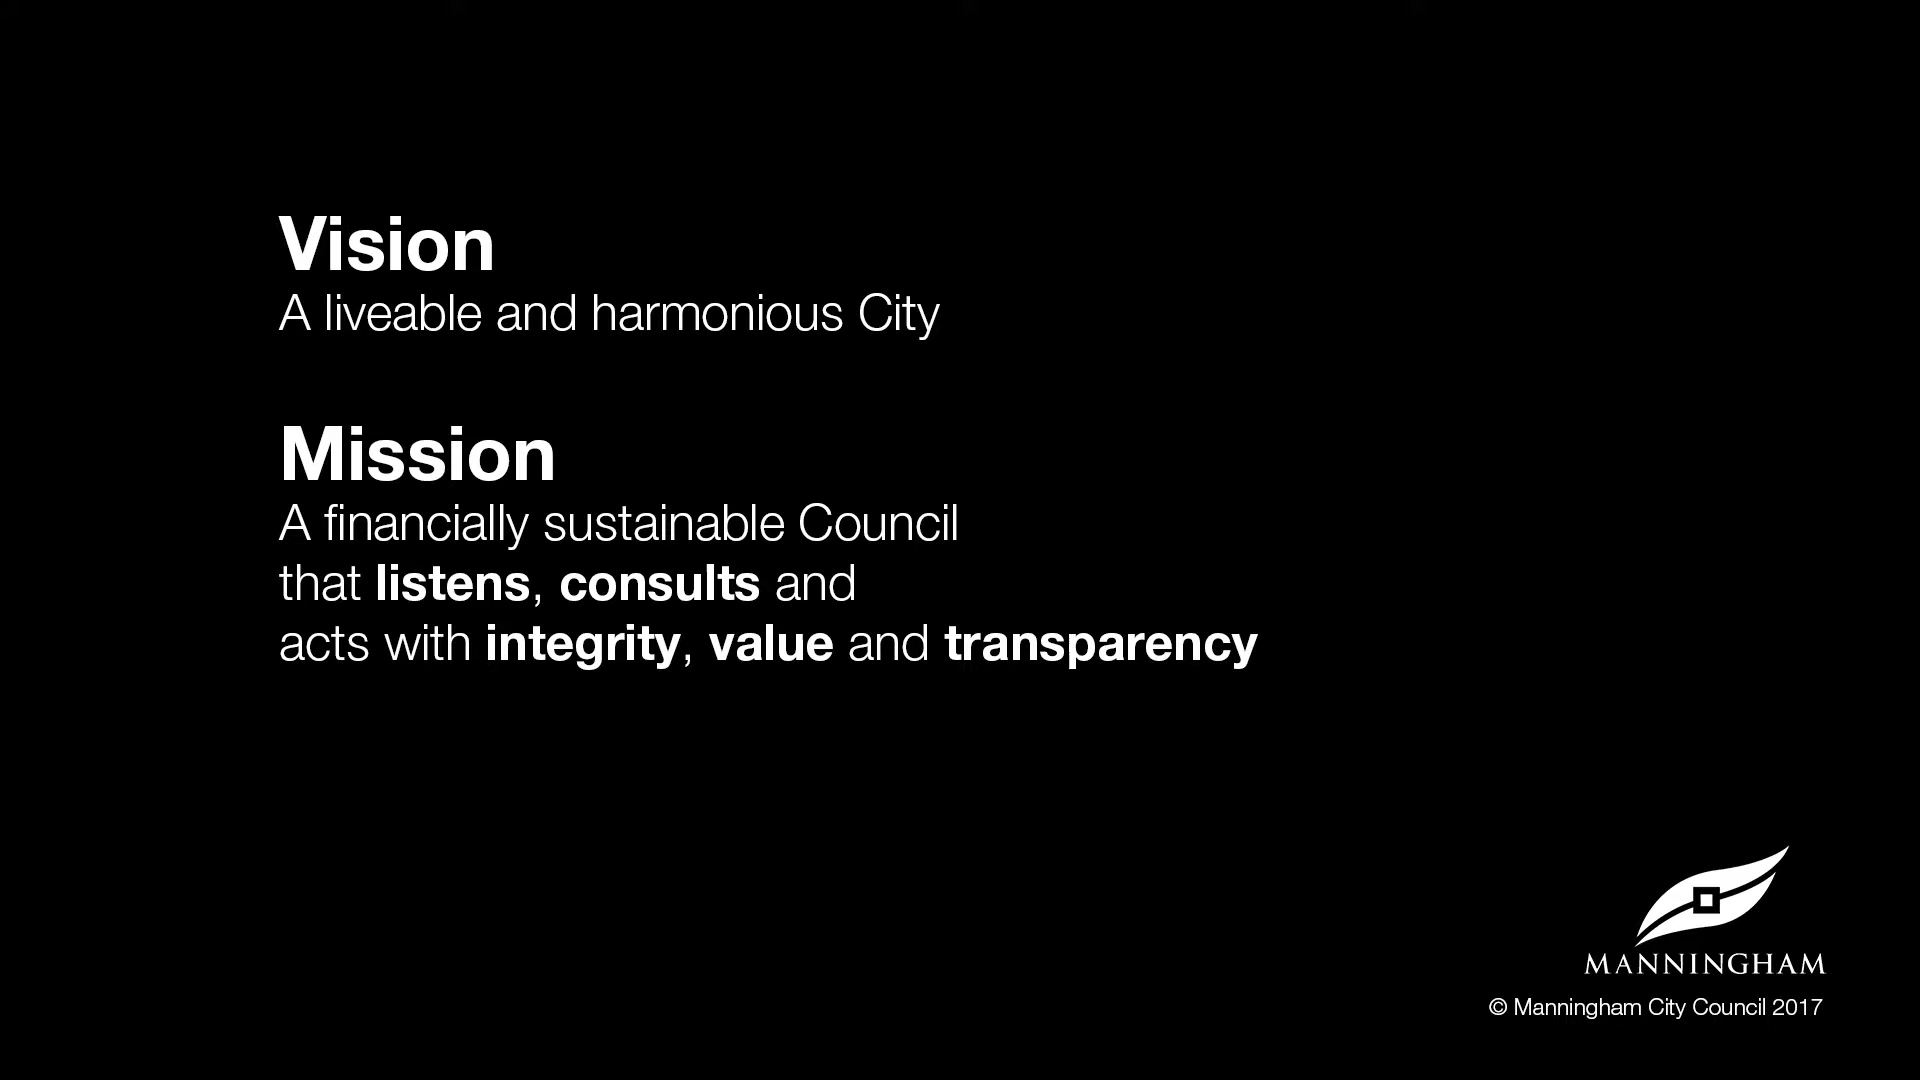 Vision
A liveable and harmonious City
Mission
A financially sustainable Council
that listens, consults and
acts with integrity, value and transparency
MANNINGHAM
© Manningham City Council 2017